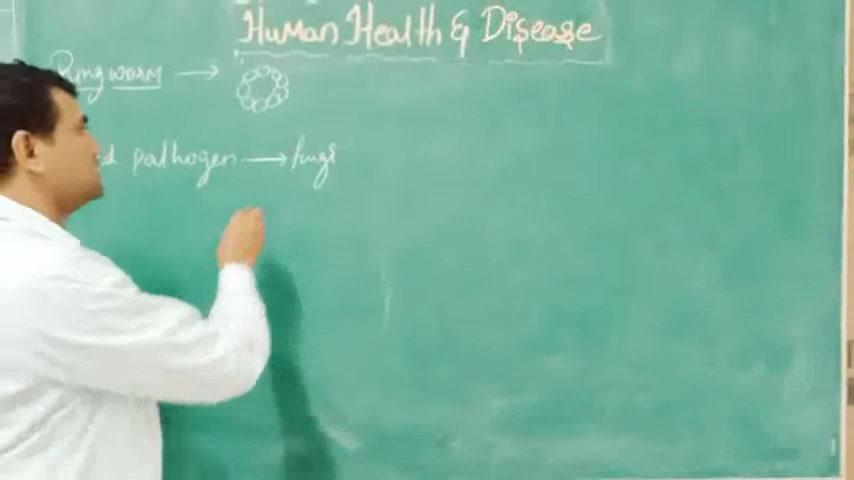 Human Health & Disease
Ringworm →
pathogen → fungi